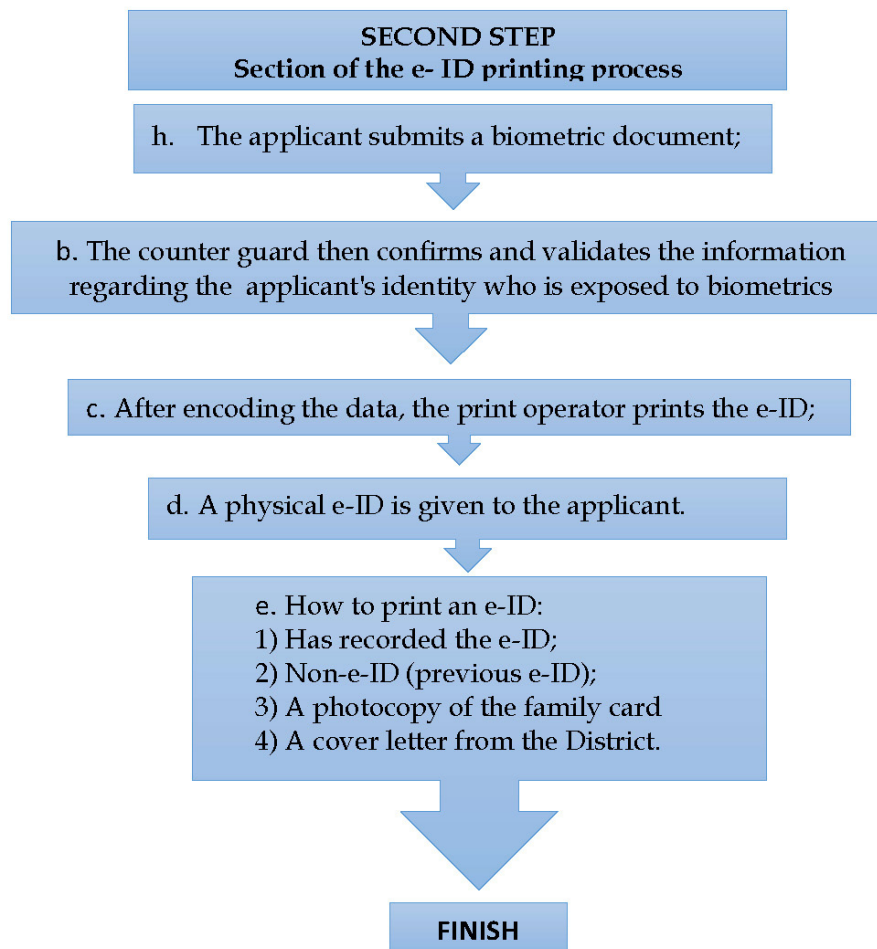 SECOND STEP
Section of the e- ID printing process
h. The applicant submits a biometric document;
b. The counter guard then confirms and validates the information
regarding the applicant's identity who is exposed to biometrics
c. After encoding the data, the print operator prints the e-ID;
d. A physical e-ID is given to the applicant.
e. How to print an e-ID:
1) Has recorded the e-ID;
2) Non-e-ID (previous e-ID);
3) A photocopy of the family card
4) A cover letter from the District.
FINISH